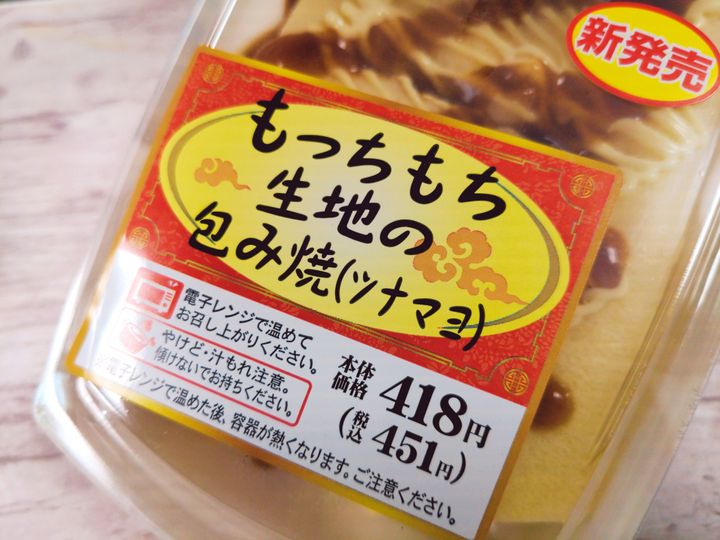 新発売
もっちもち
生地の
包み焼(ツナマヨ)
電子レンジで温めて
お召し上がりください。
やけど・汁もれ注意。
傾けないでお持ちください。
※電子レンジで温めた後、容器が熱くなります。ご注意ください。
本体
価格 418円
(税込 451円)